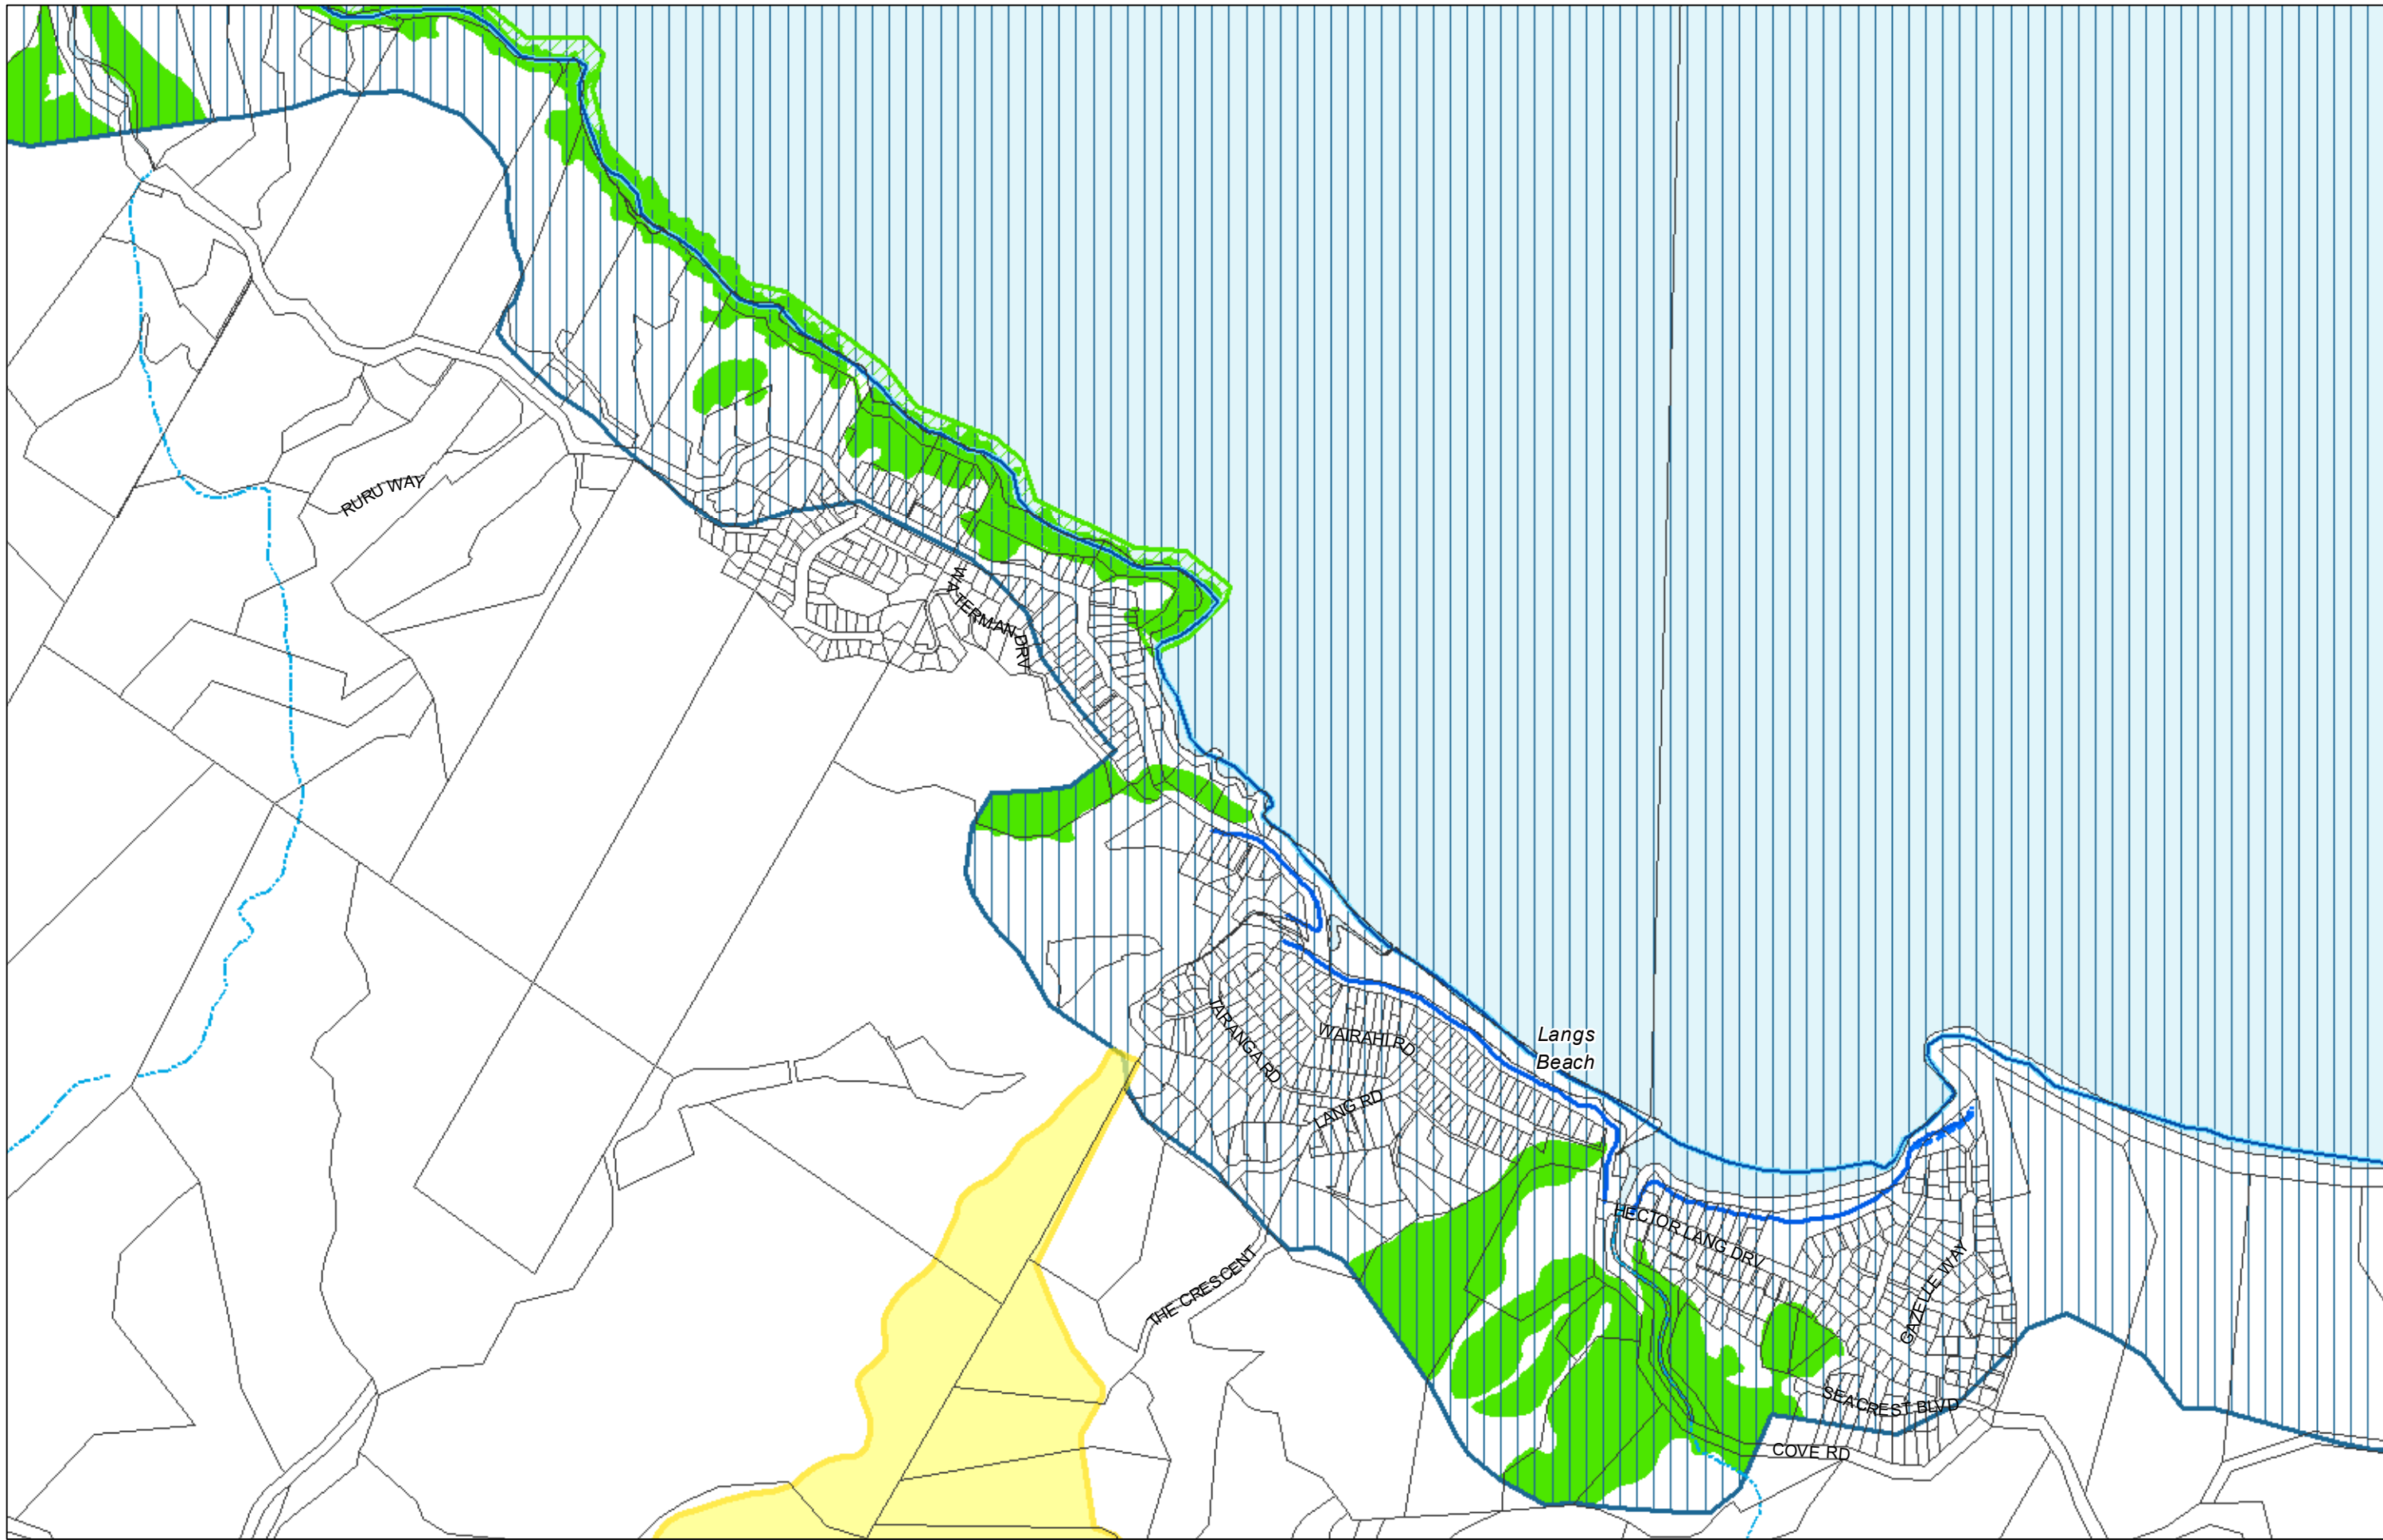 RURU WAY
WATERMAN DRV
Langs
Beach
TARANGA RD
WAIRAHI RD
LANG RD
THE CRESCENT
HECTOR LANG DRV
GAZELLE WAY
SEACREST BLVD
COVE RD